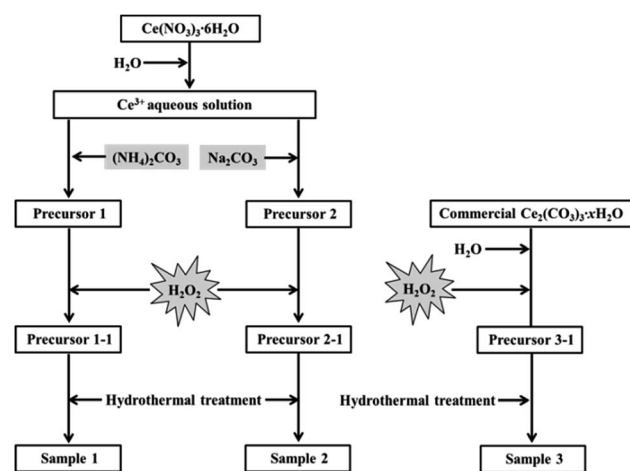 Ce(NO₃)₃·6H₂O
H₂O
Ce³⁺ aqueous solution
(NH₄)₂CO₃
Na₂CO₃
Precursor 1
Precursor 2
Commercial Ce₂(CO₃)₃·xH₂O
H₂O
H₂O₂
H₂O₂
Precursor 1-1
Precursor 2-1
Precursor 3-1
Hydrothermal treatment
Hydrothermal treatment
Sample 1
Sample 2
Sample 3